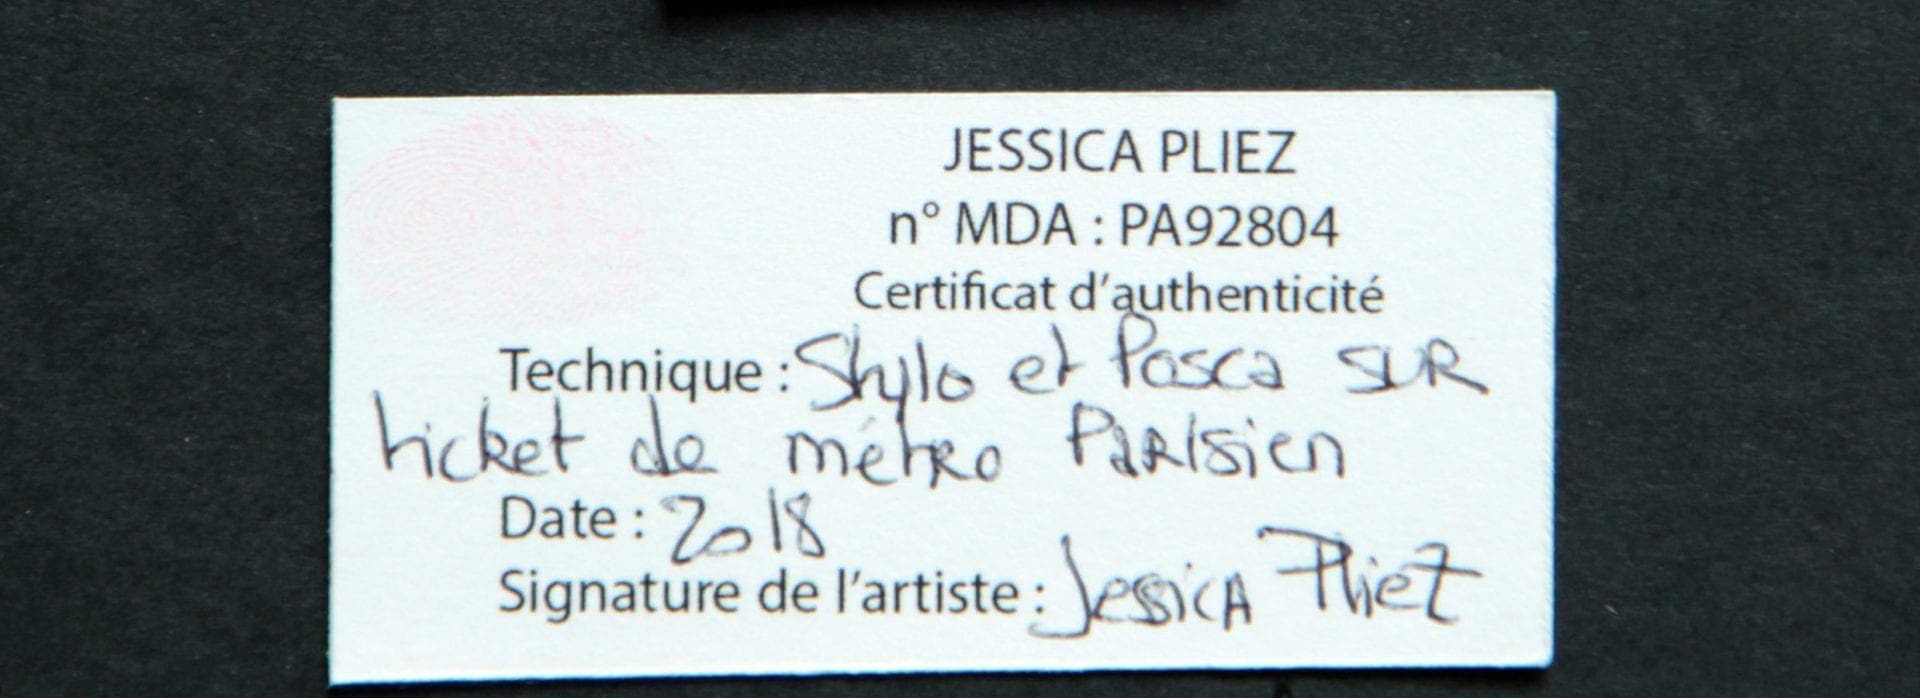 JESSICA PLIEZ
n° MDA : PA92804
Certificat d'authenticité
Technique : Stylo et Posca SUR
ticket de métro PARISien
Date : 2018
Signature de l'artiste : JessicA Pliez